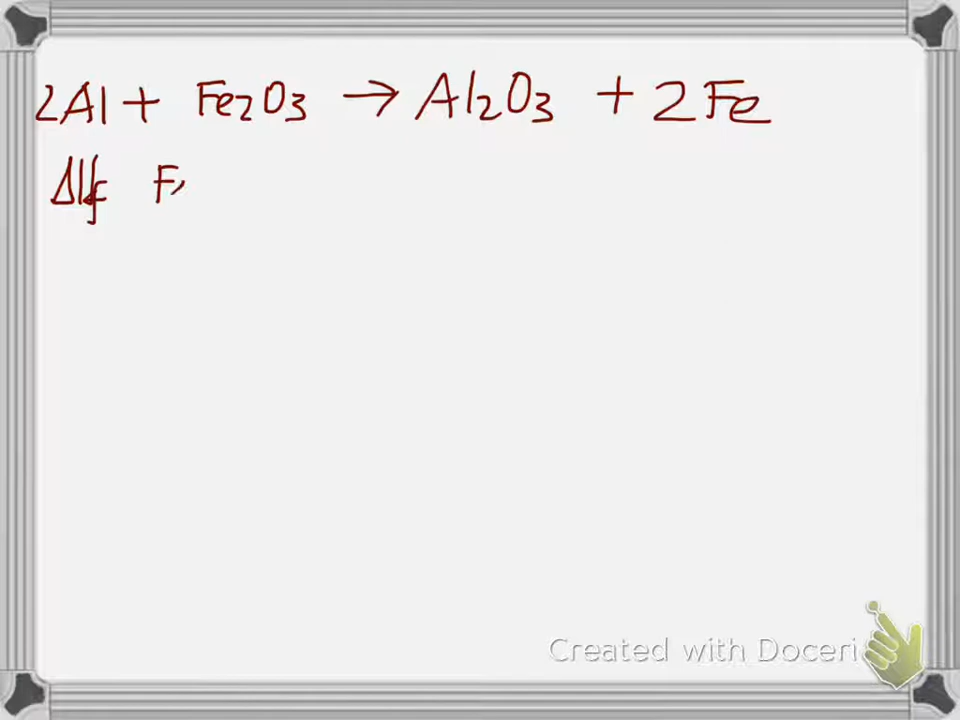 2Al + Fe2O3 → Al2O3 + 2Fe
ΔHf F
Created with Doceri